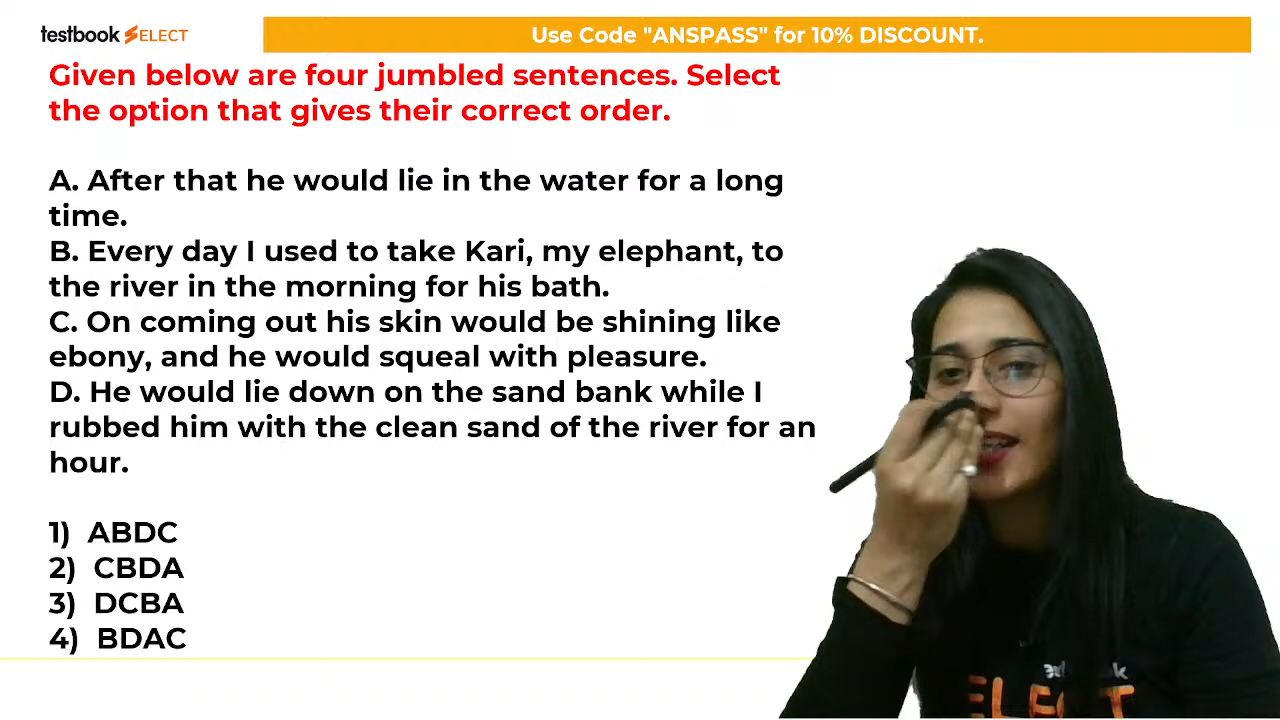 testbook SELECT
Use Code "ANSPASS" for 10% DISCOUNT.
Given below are four jumbled sentences. Select
the option that gives their correct order.
A. After that he would lie in the water for a long
time.
B. Every day I used to take Kari, my elephant, to
the river in the morning for his bath.
C. On coming out his skin would be shining like
ebony, and he would squeal with pleasure.
D. He would lie down on the sand bank while I
rubbed him with the clean sand of the river for an
hour.
1) ABDC
2) CBDA
3) DCBA
4) BDAC